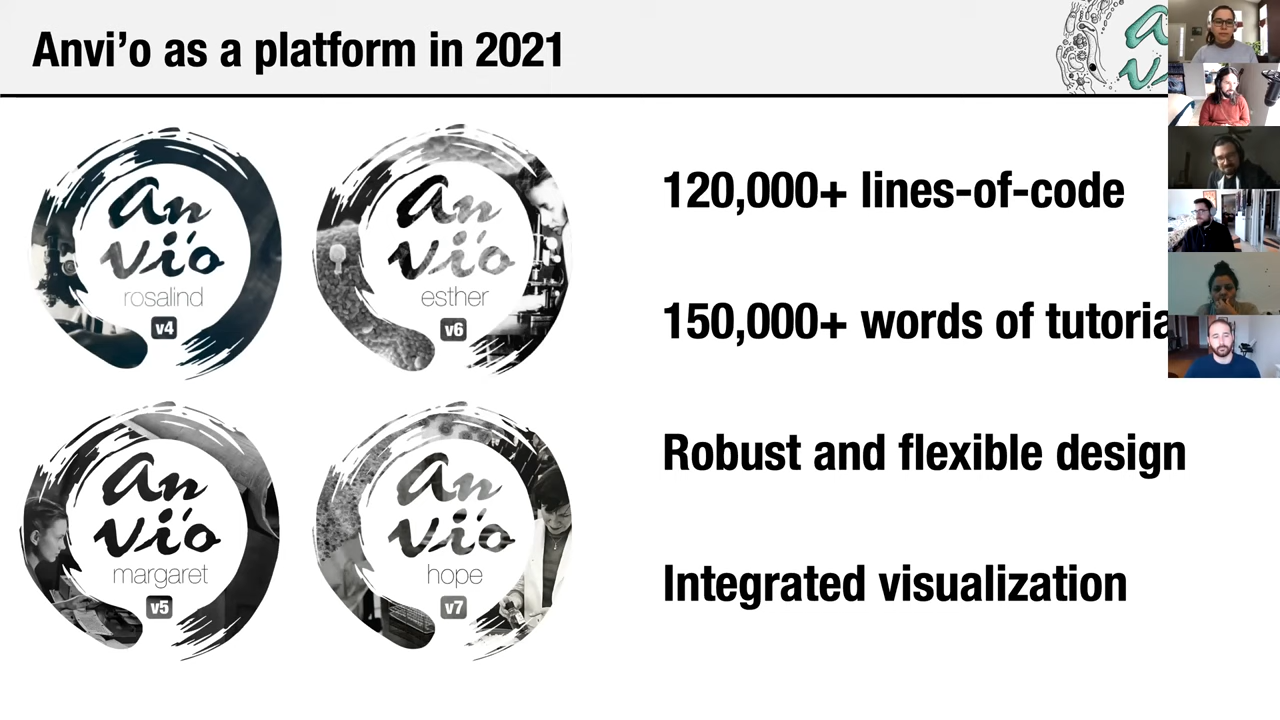 Anvi’o as a platform in 2021
An
vi’o
rosalind
v4
An
vi’o
esther
v6
An
vi’o
margaret
v5
An
vi’o
hope
v7
120,000+ lines-of-code
150,000+ words of
Robust and flexible design
Integrated visualization